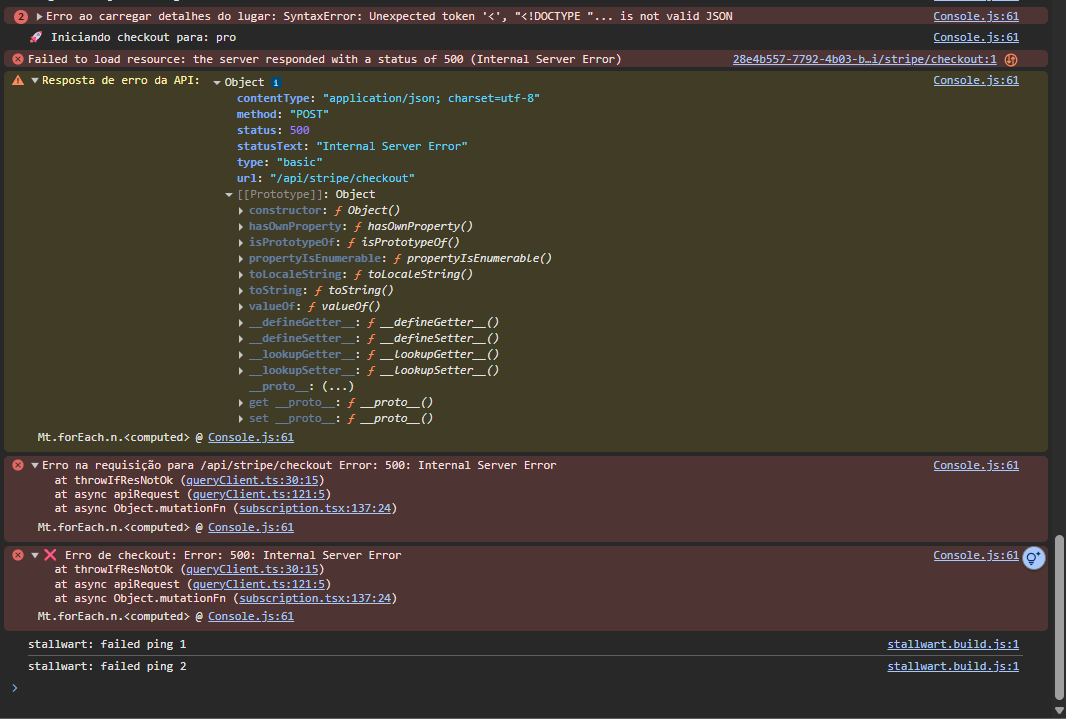 2 Erro ao carregar detalhes do lugar: SyntaxError: Unexpected token '<', "<!DOCTYPE "... is not valid JSON Console.js:61
🚀 Iniciando checkout para: pro Console.js:61
Failed to load resource: the server responded with a status of 500 (Internal Server Error) 28e4b557-7792-4b03-b…i/stripe/checkout:1
Resposta de erro da API: Object i Console.js:61
contentType: "application/json; charset=utf-8"
method: "POST"
status: 500
statusText: "Internal Server Error"
type: "basic"
url: "/api/stripe/checkout"
[[Prototype]]: Object
constructor: ƒ Object()
hasOwnProperty: ƒ hasOwnProperty()
isPrototypeOf: ƒ isPrototypeOf()
propertyIsEnumerable: ƒ propertyIsEnumerable()
toLocaleString: ƒ toLocaleString()
toString: ƒ toString()
valueOf: ƒ valueOf()
__defineGetter__: ƒ __defineGetter__()
__defineSetter__: ƒ __defineSetter__()
__lookupGetter__: ƒ __lookupGetter__()
__lookupSetter__: ƒ __lookupSetter__()
__proto__: (...)
get __proto__: ƒ __proto__()
set __proto__: ƒ __proto__()
Mt.forEach.n.<computed> @ Console.js:61
Erro na requisição para /api/stripe/checkout Error: 500: Internal Server Error Console.js:61
at throwIfResNotOk (queryClient.ts:30:15)
at async apiRequest (queryClient.ts:121:5)
at async Object.mutationFn (subscription.tsx:137:24)
Mt.forEach.n.<computed> @ Console.js:61
❌ Erro de checkout: Error: 500: Internal Server Error Console.js:61
at throwIfResNotOk (queryClient.ts:30:15)
at async apiRequest (queryClient.ts:121:5)
at async Object.mutationFn (subscription.tsx:137:24)
Mt.forEach.n.<computed> @ Console.js:61
stallwart: failed ping 1 stallwart.build.js:1
stallwart: failed ping 2 stallwart.build.js:1